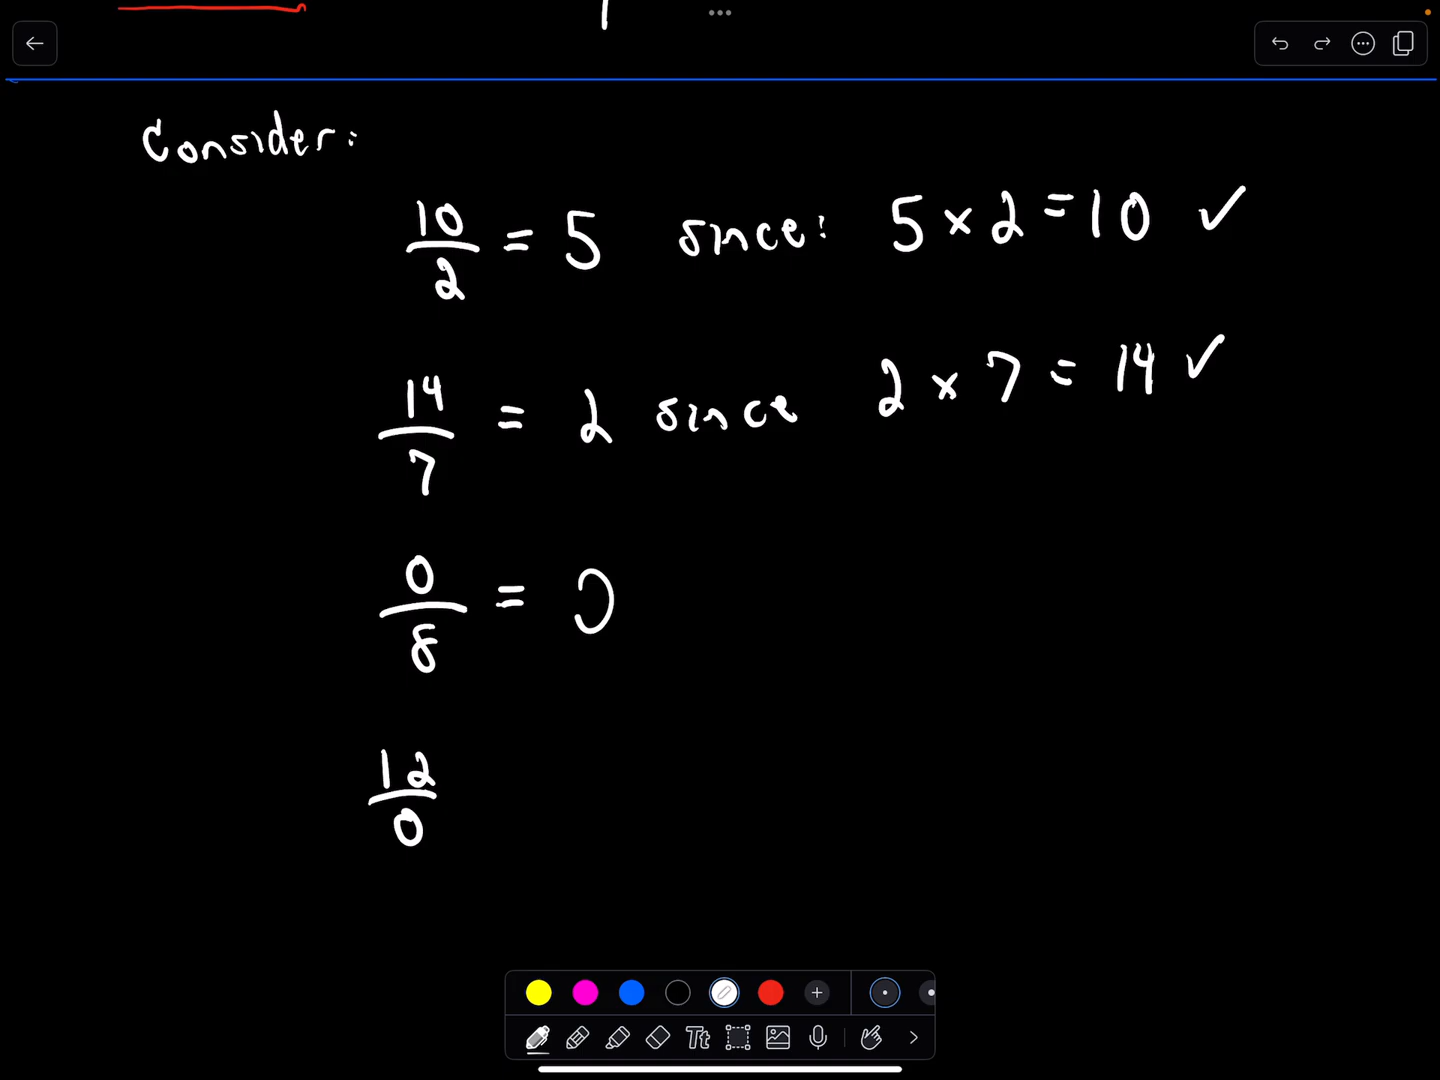 Consider:
10/2 = 5 since: 5 × 2 = 10 ✓
14/7 = 2 since 2 × 7 = 14 ✓
0/8 = 0
12/0
Tt